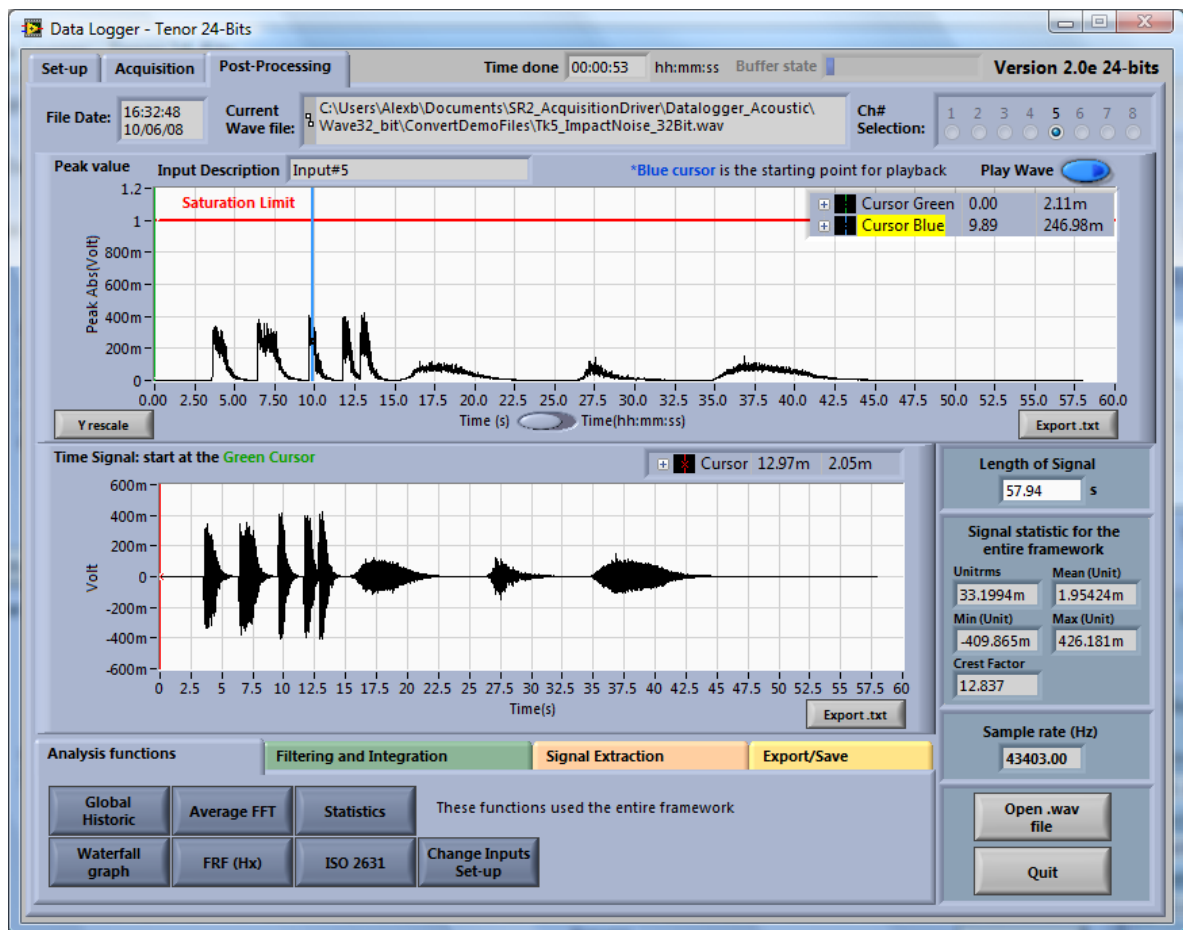 Data Logger - Tenor 24-Bits
Set-up Acquisition Post-Processing Time done 00:00:53 hh:mm:ss Buffer state Version 2.0e 24-bits
File Date: 16:32:48
10/06/08
Current
Wave file:
C:\Users\Alexb\Documents\SR2_AcquisitionDriver\Datalogger_Acoustic\
Wave32_bit\ConvertDemoFiles\Tk5_ImpactNoise_32Bit.wav
Ch#
Selection:
1 2 3 4 5 6 7 8
Peak value Input Description Input#5 *Blue cursor is the starting point for playback Play Wave
Saturation Limit
Cursor Green 0.00 2.11m
Cursor Blue 9.89 246.98m
Peak Abs(Volt)
1.2
1
800m
600m
400m
200m
0
0.00 2.50 5.00 7.50 10.0 12.5 15.0 17.5 20.0 22.5 25.0 27.5 30.0 32.5 35.0 37.5 40.0 42.5 45.0 47.5 50.0 52.5 55.0 57.5 60.0
Y rescale Time (s) Time(hh:mm:ss) Export .txt
Time Signal: start at the Green Cursor
Cursor 12.97m 2.05m
Volt
600m
400m
200m
0
-200m
-400m
-600m
0 2.5 5 7.5 10 12.5 15 17.5 20 22.5 25 27.5 30 32.5 35 37.5 40 42.5 45 47.5 50 52.5 55 57.5 60
Time(s)
Export .txt
Length of Signal
57.94 s
Signal statistic for the
entire framework
Unitrms Mean (Unit)
33.1994m 1.95424m
Min (Unit) Max (Unit)
-409.865m 426.181m
Crest Factor
12.837
Sample rate (Hz)
43403.00
Open .wav
file
Quit
Analysis functions Filtering and Integration Signal Extraction Export/Save
Global
Historic
Average FFT
Statistics
These functions used the entire framework
Waterfall
graph
FRF (Hx)
ISO 2631
Change Inputs
Set-up